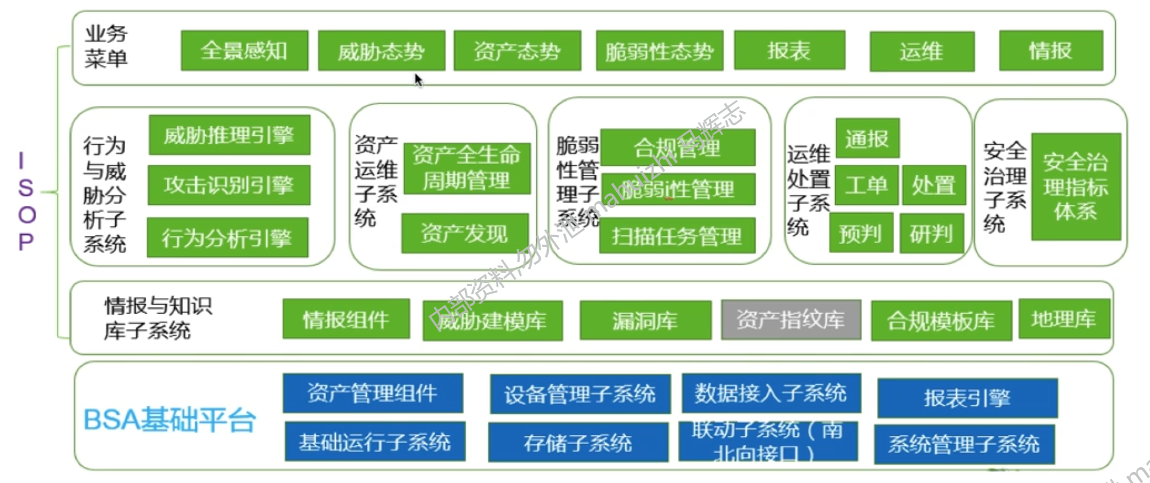 业务
菜单
全景感知
威胁态势
资产态势
脆弱性态势
报表
运维
情报
ISOP
行为
与威
胁分
析子
系统
威胁推理引擎
攻击识别引擎
行为分析引擎
资产
运维
子系
统
资产全生命
周期管理
资产发现
脆弱
性管
理子
系统
合规管理
脆弱i性管理
扫描任务管理
运维
处置
子系
统
通报
工单
处置
预判
研判
安全
治理
子系
统
安全治
理指标
体系
情报与知识
库子系统
情报组件
威胁建模库
漏洞库
资产指纹库
合规模板库
地理库
BSA基础平台
资产管理组件
设备管理子系统
数据接入子系统
报表引擎
基础运行子系统
存储子系统
联动子系统（南
北向接口）
系统管理子系统
内部资料,勿外泄